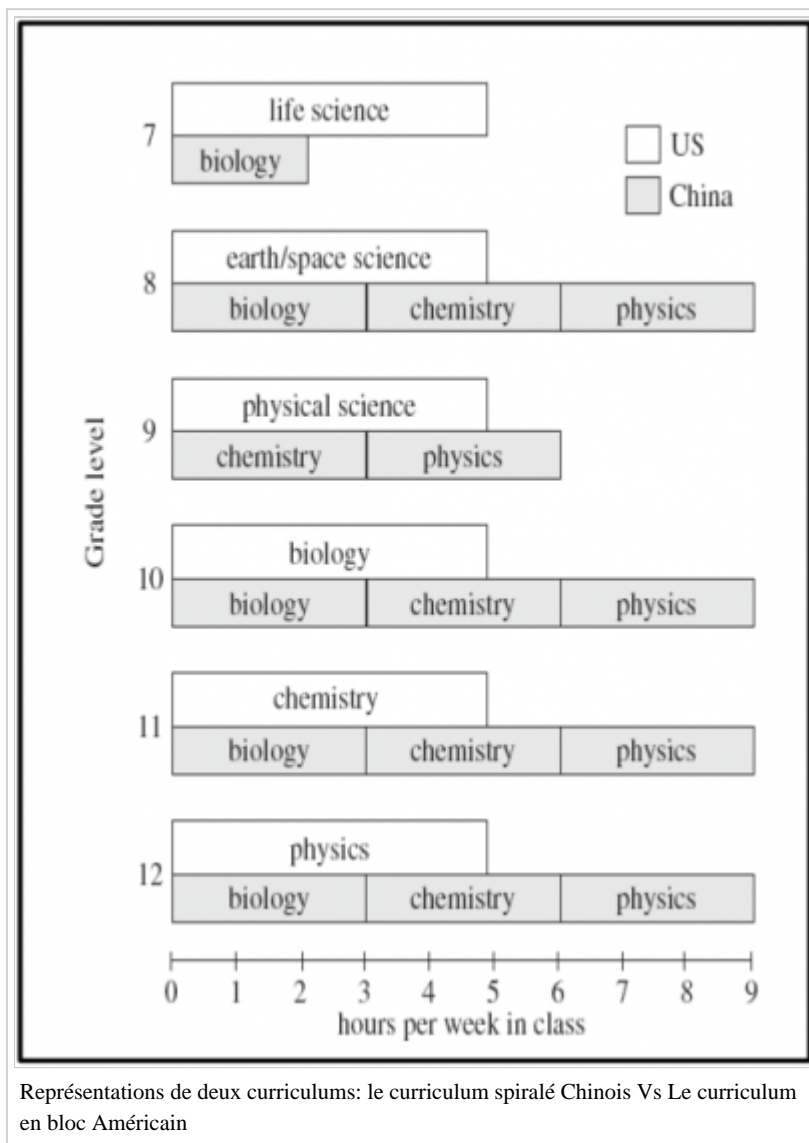 life science
7
biology
US
China
earth/space science
8
biology chemistry physics
physical science
9
chemistry physics
Grade level
biology
10
biology chemistry physics
chemistry
11
biology chemistry physics
physics
12
biology chemistry physics
0 1 2 3 4 5 6 7 8 9
hours per week in class
Représentations de deux curriculums: le curriculum spiralé Chinois Vs Le curriculum
en bloc Américain